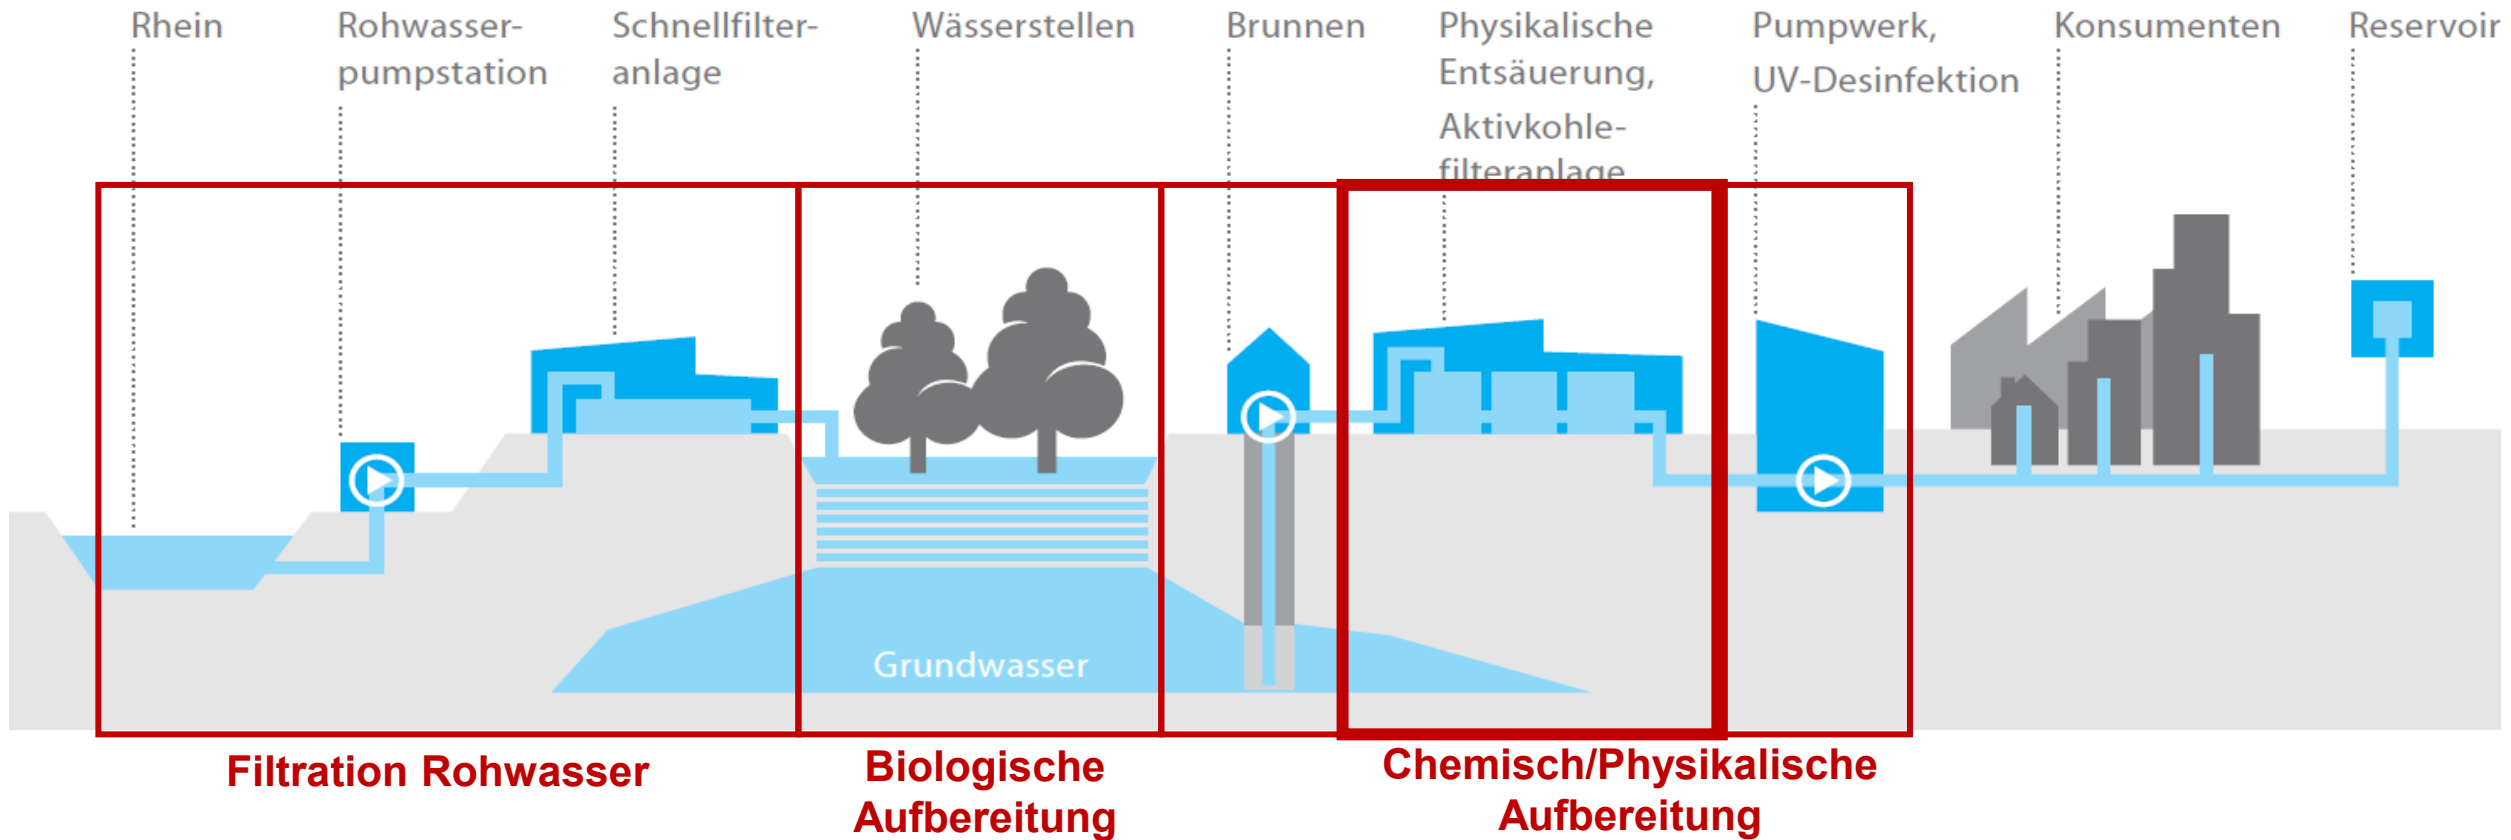 Rhein
Rohwasser-
pumpstation
Schnellfilter-
anlage
Wässerstellen
Brunnen
Physikalische
Entsäuerung,
Aktivkohle-
filteranlage
Pumpwerk,
UV-Desinfektion
Konsumenten
Reservoir
Grundwasser
Filtration Rohwasser
Biologische
Aufbereitung
Chemisch/Physikalische
Aufbereitung